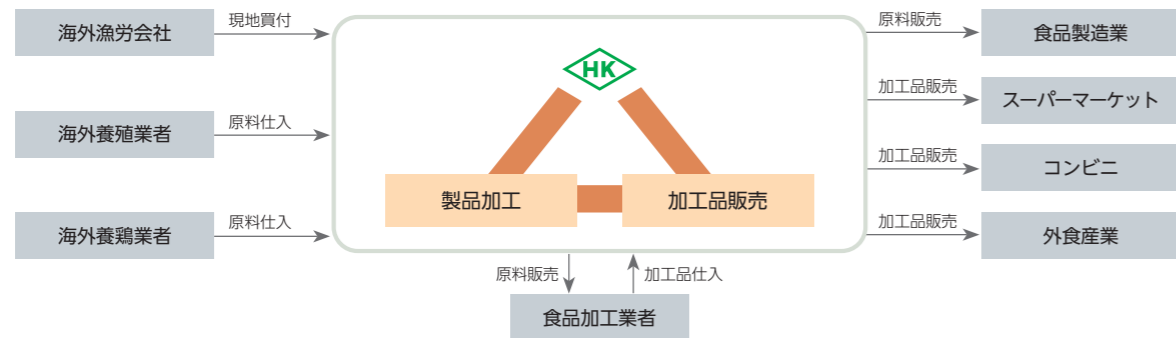 海外漁労会社
現地買付
海外養殖業者
原料仕入
海外養鶏業者
原料仕入
HK
製品加工
加工品販売
原料販売
加工品仕入
食品加工業者
原料販売
食品製造業
加工品販売
スーパーマーケット
加工品販売
コンビニ
加工品販売
外食産業